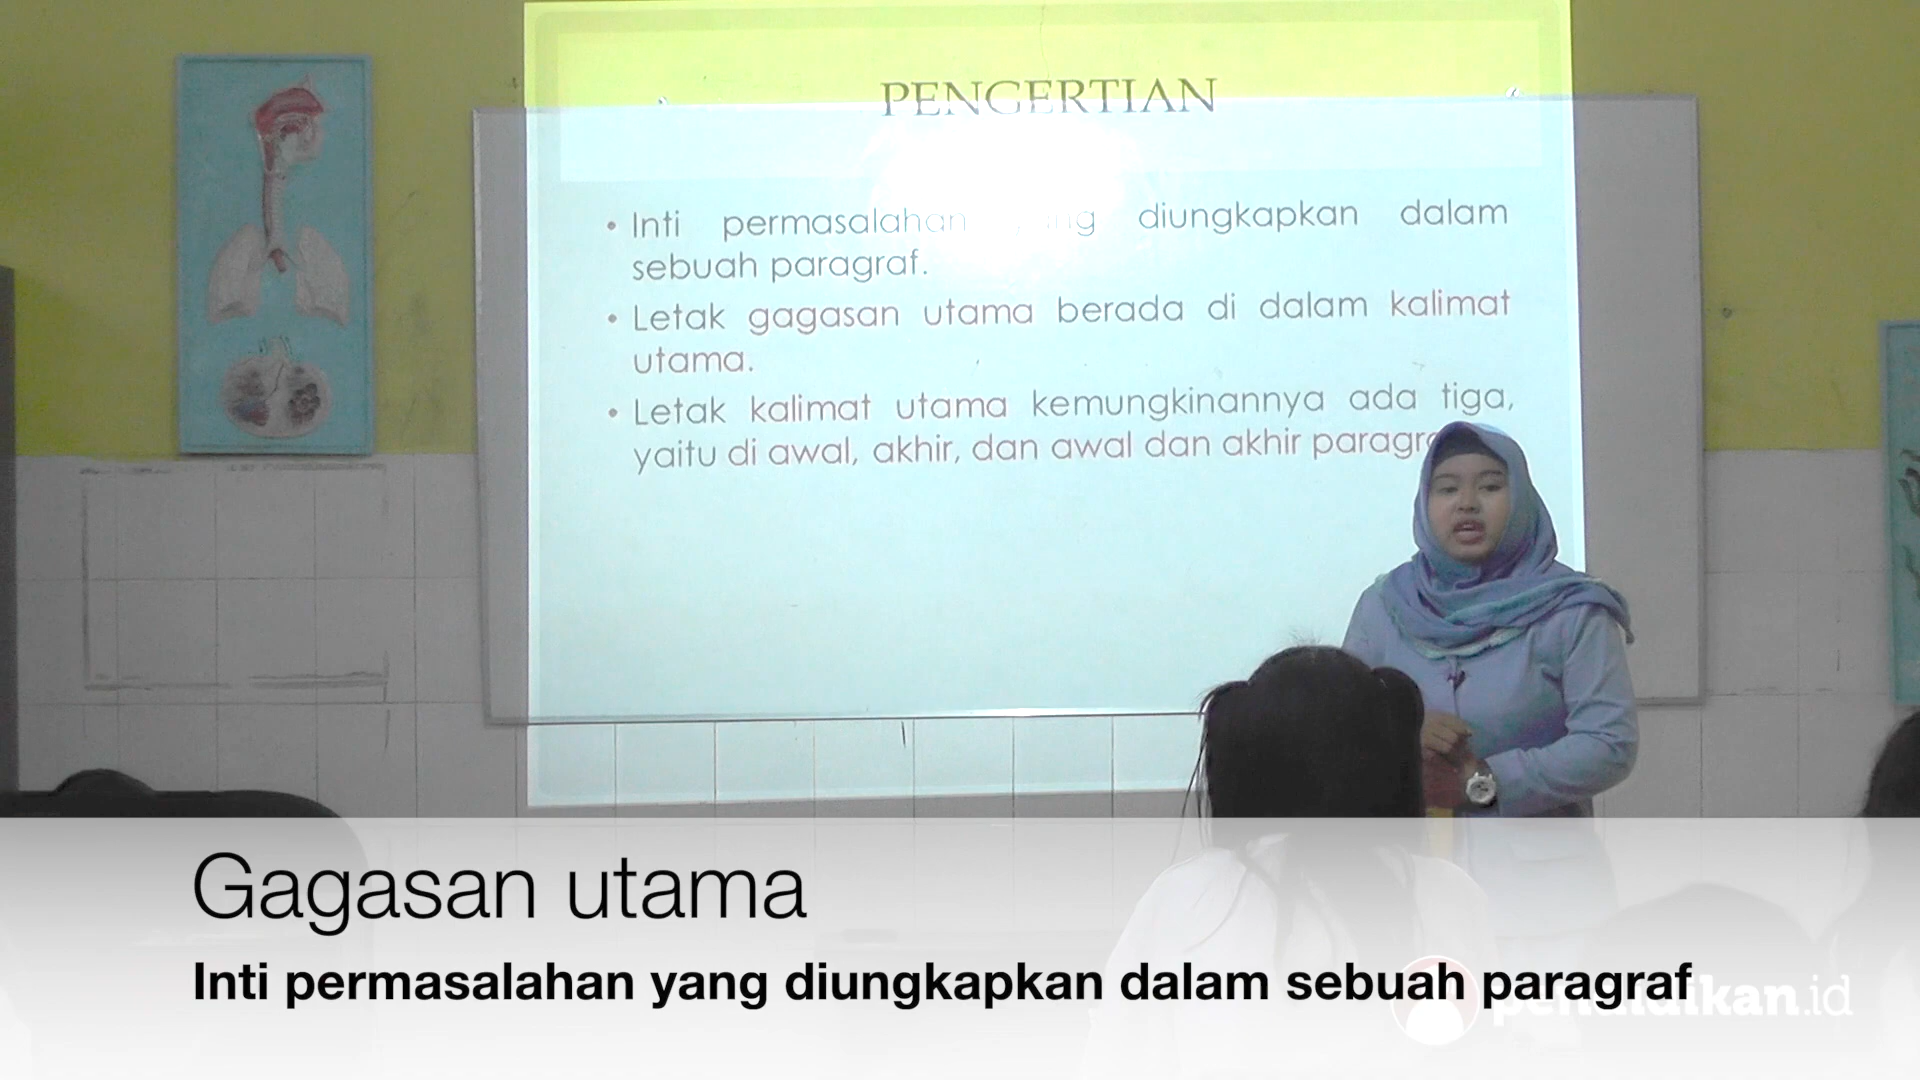 PENGERTIAN
• Inti permasalahan diungkapkan dalam
sebuah paragraf.
• Letak gagasan utama berada di dalam kalimat
utama.
• Letak kalimat utama kemungkinannya ada tiga,
yaitu di awal, akhir, dan awal dan akhir
Gagasan utama
Inti permasalahan yang diungkapkan dalam sebuah paragraf
pendidikan.id